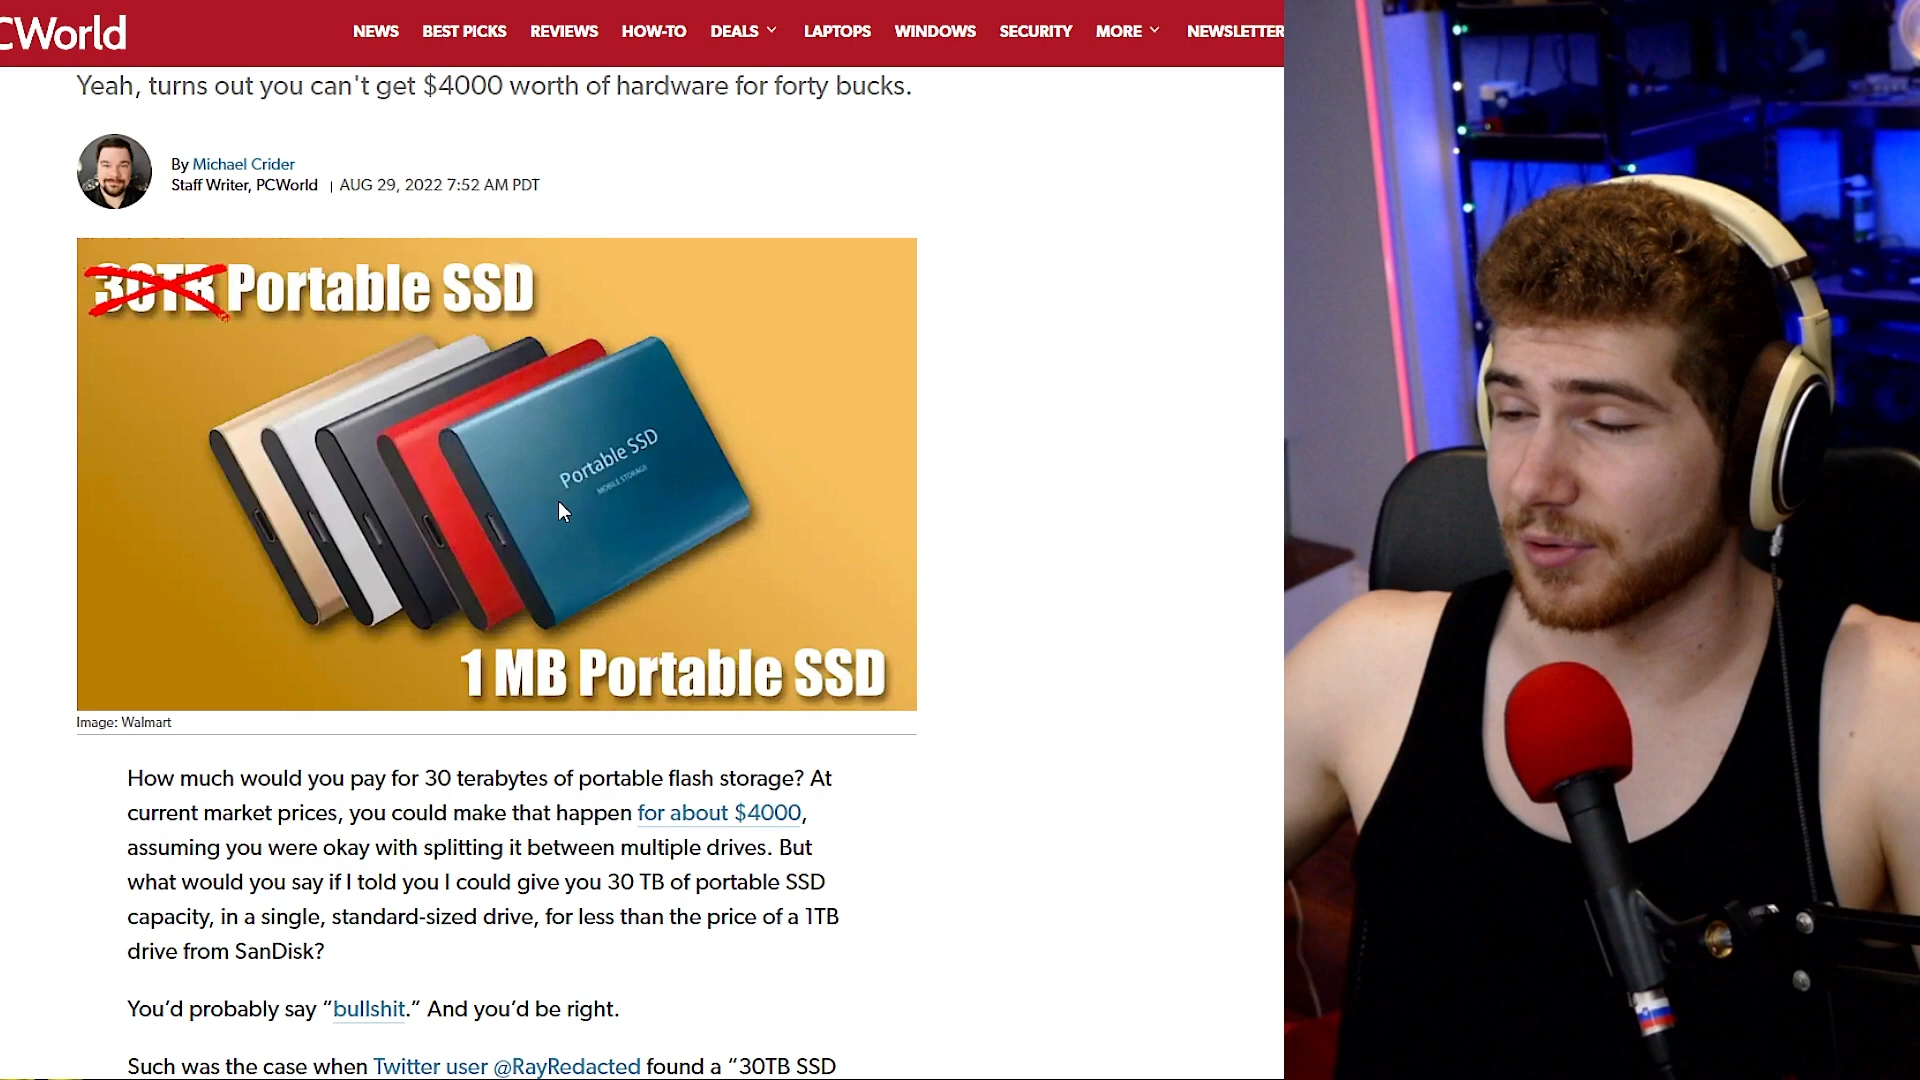 CWorld
NEWS BEST PICKS REVIEWS HOW-TO DEALS LAPTOPS WINDOWS SECURITY MORE NEWSLETTER
Yeah, turns out you can't get $4000 worth of hardware for forty bucks.
By Michael Crider
Staff Writer, PCWorld | AUG 29, 2022 7:52 AM PDT
30TB Portable SSD
Portable SSD
MOBILE STORAGE
1 MB Portable SSD
Image: Walmart
How much would you pay for 30 terabytes of portable flash storage? At
current market prices, you could make that happen for about $4000,
assuming you were okay with splitting it between multiple drives. But
what would you say if I told you I could give you 30 TB of portable SSD
capacity, in a single, standard-sized drive, for less than the price of a 1TB
drive from SanDisk?
You'd probably say “bullshit.” And you'd be right.
Such was the case when Twitter user @RayRedacted found a “30TB SSD